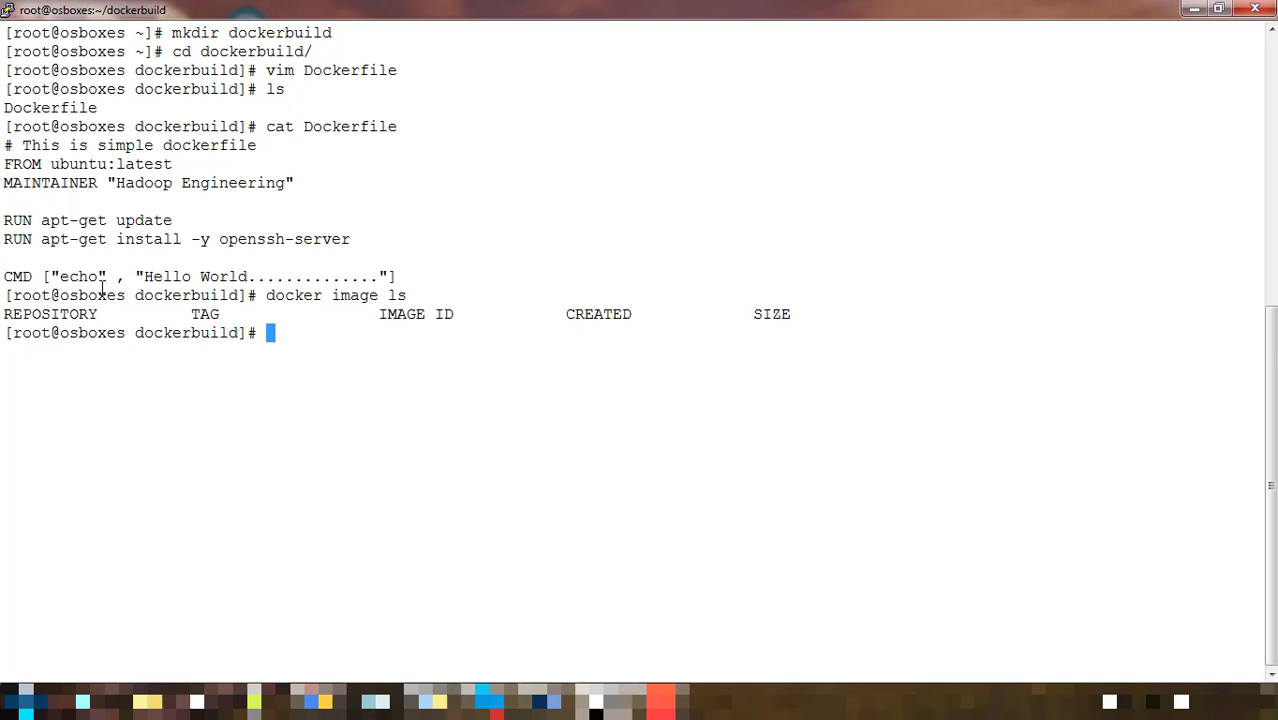 root@osboxes:~/dockerbuild
[root@osboxes ~]# mkdir dockerbuild
[root@osboxes ~]# cd dockerbuild/
[root@osboxes dockerbuild]# vim Dockerfile
[root@osboxes dockerbuild]# ls
Dockerfile
[root@osboxes dockerbuild]# cat Dockerfile
# This is simple dockerfile
FROM ubuntu:latest
MAINTAINER "Hadoop Engineering"
RUN apt-get update
RUN apt-get install -y openssh-server
CMD ["echo" , "Hello World..............."]
[root@osboxes dockerbuild]# docker image ls
REPOSITORY TAG IMAGE ID CREATED SIZE
[root@osboxes dockerbuild]#